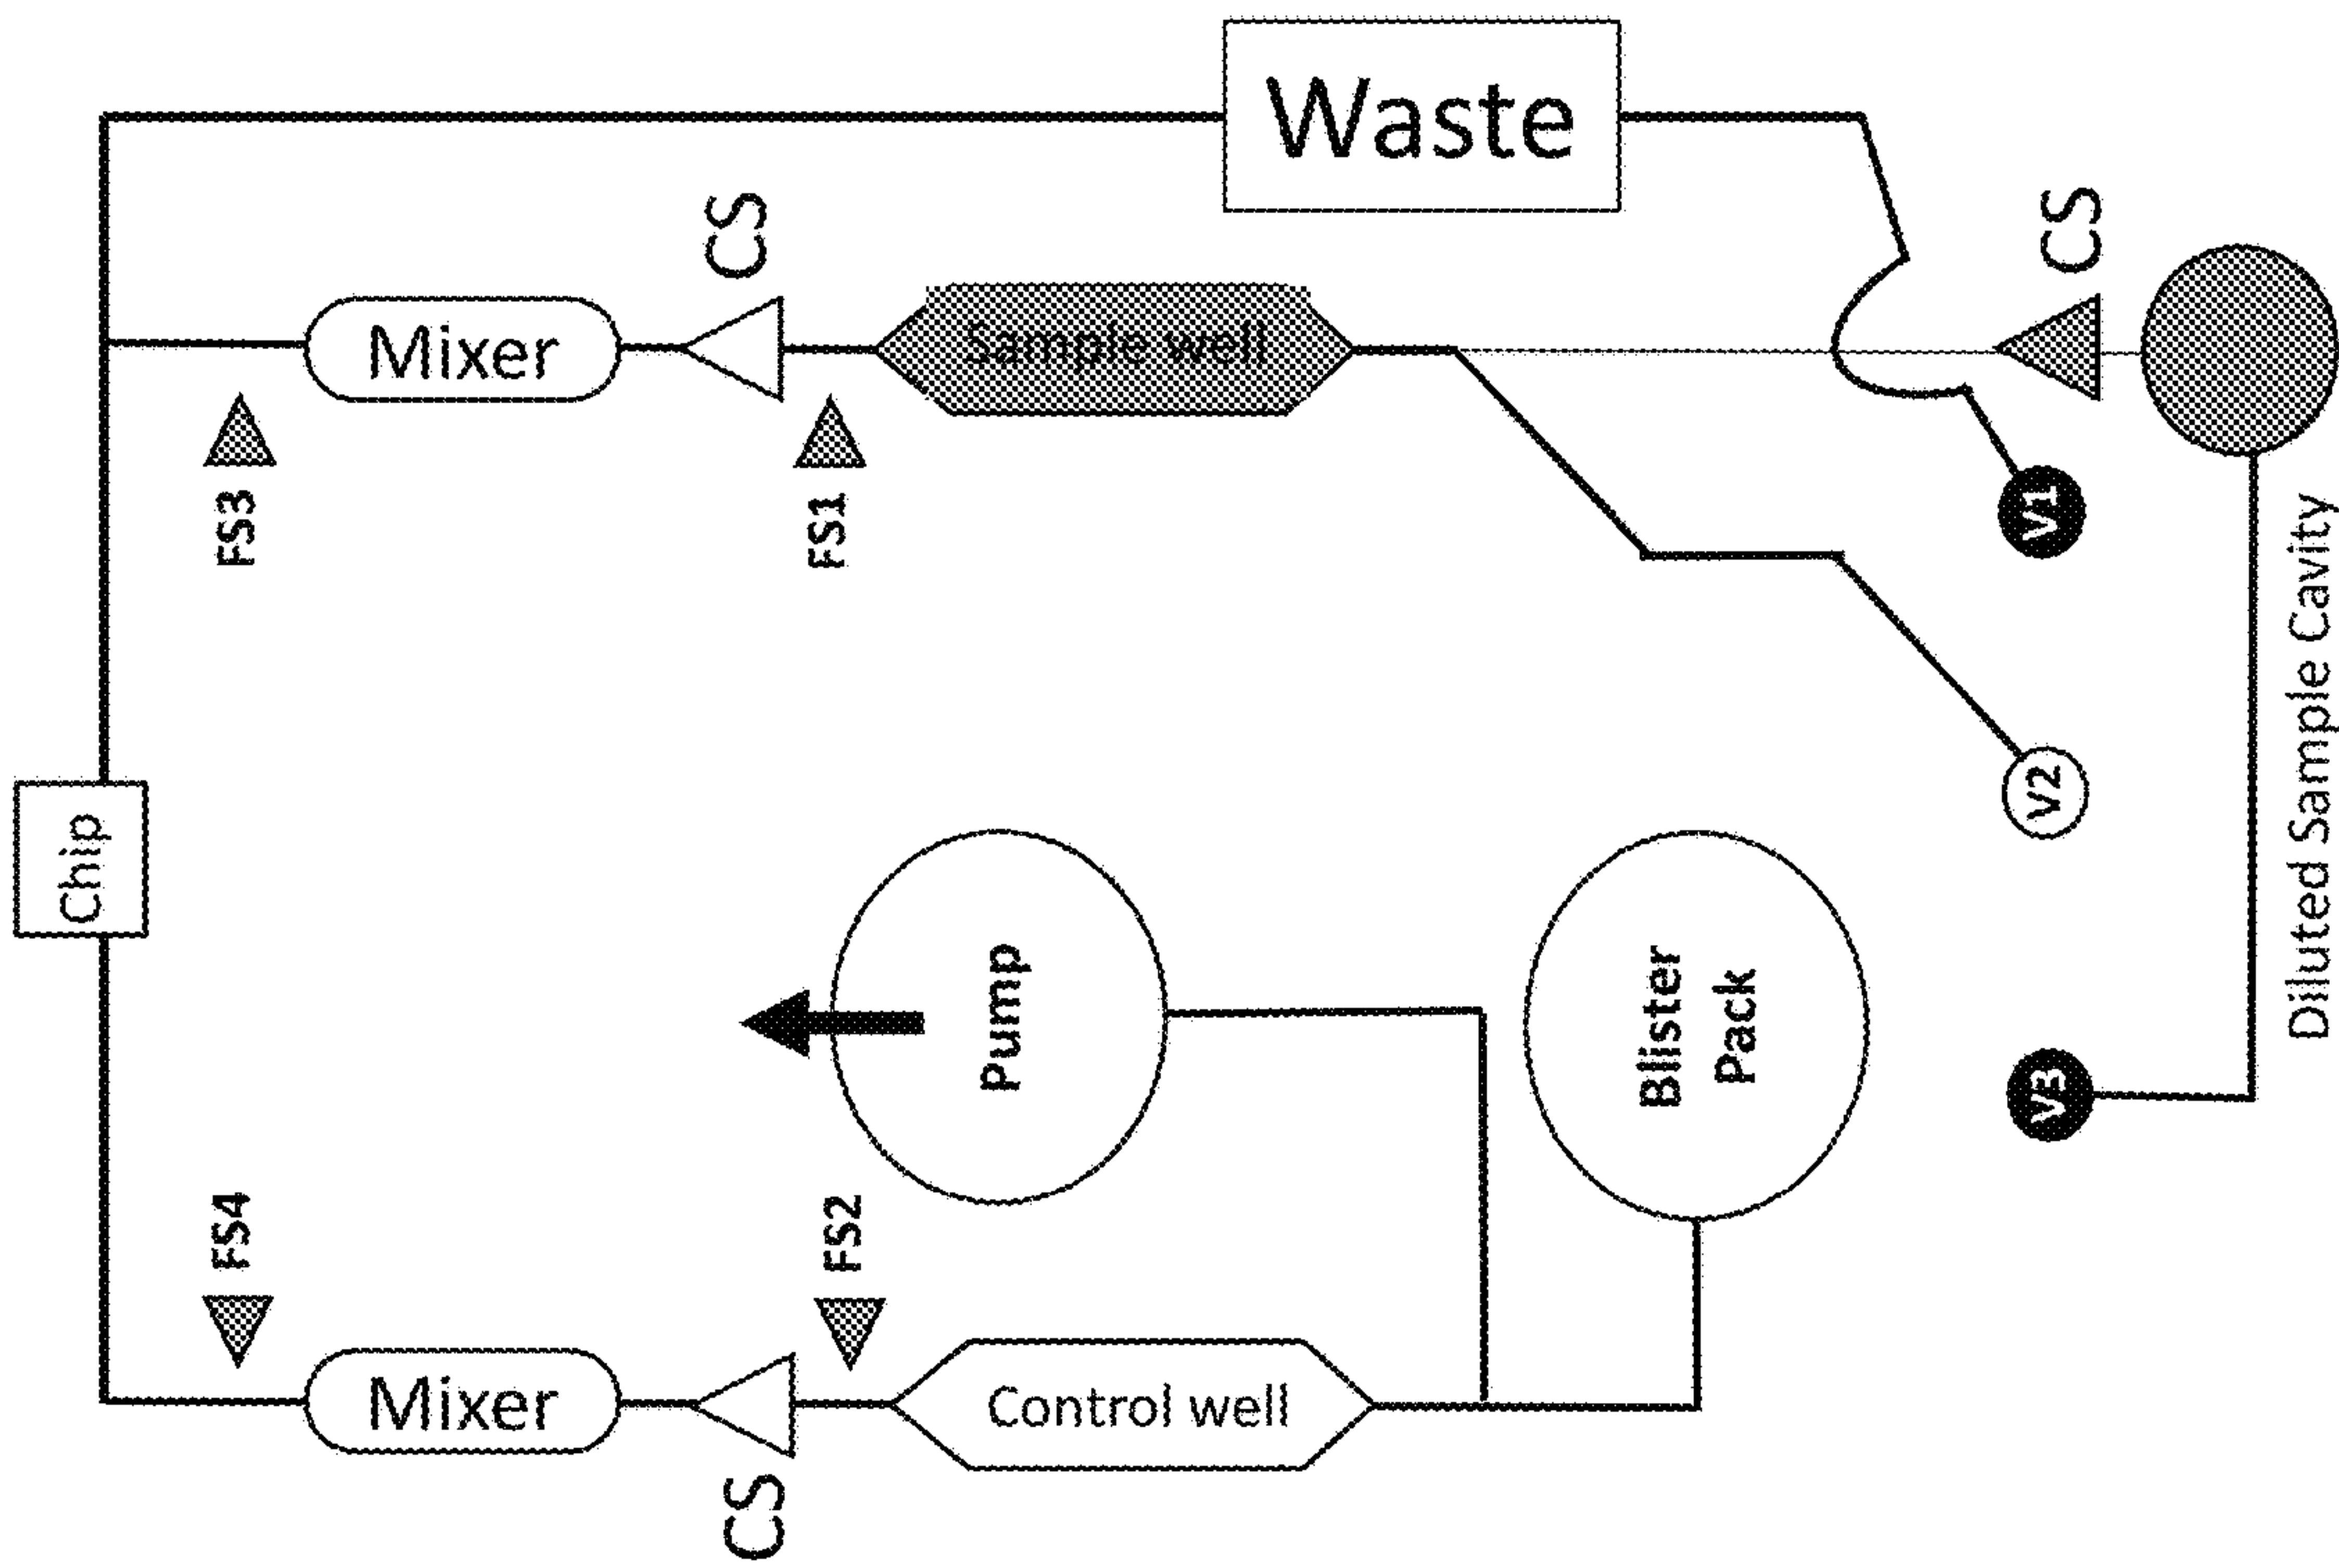 Waste
CS
CS
Mixer
Sample well
FS3
FS1
V1
Chip
V2
Pump
Blister
Pack
V3
Diluted Sample Cavity
FS4
FS2
Mixer
Control well
CS